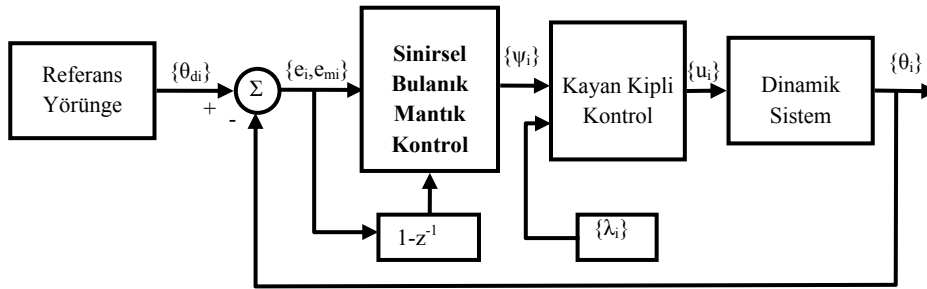 Referans
Yörünge
{θdi}
+
-
Σ
{ei,emi}
Sinirsel
Bulanık
Mantık
Kontrol
{ψi}
Kayan Kipli
Kontrol
{ui}
Dinamik
Sistem
{θi}
1-z-1
{λi}